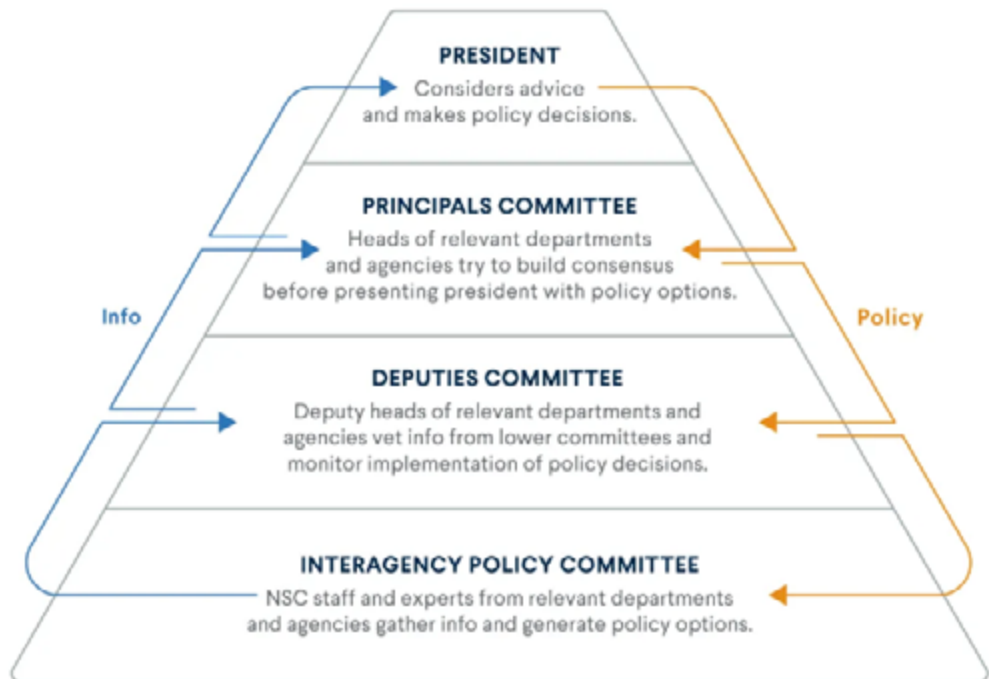 PRESIDENT
Considers advice
and makes policy decisions.
PRINCIPALS COMMITTEE
Heads of relevant departments
and agencies try to build consensus
before presenting president with policy options.
Info
Policy
DEPUTIES COMMITTEE
Deputy heads of relevant departments and
agencies vet info from lower committees and
monitor implementation of policy decisions.
INTERAGENCY POLICY COMMITTEE
NSC staff and experts from relevant departments
and agencies gather info and generate policy options.